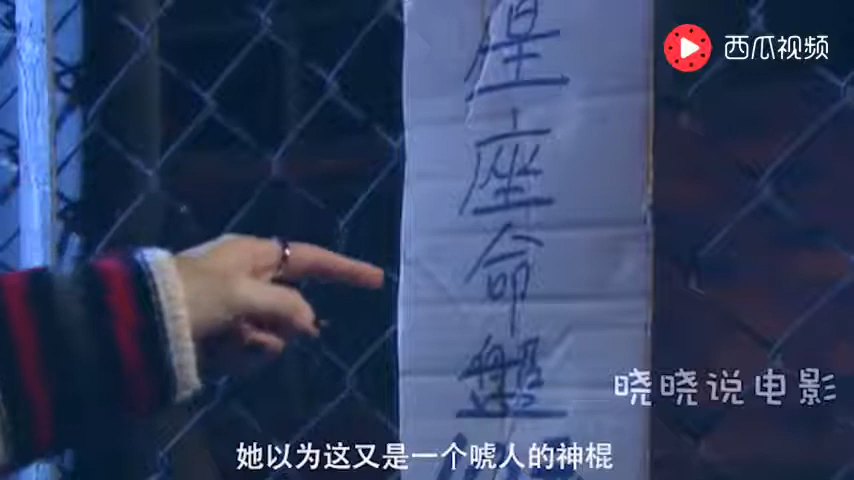 西瓜视频
星座命盤
晓晓说电影
她以为这又是一个唬人的神棍